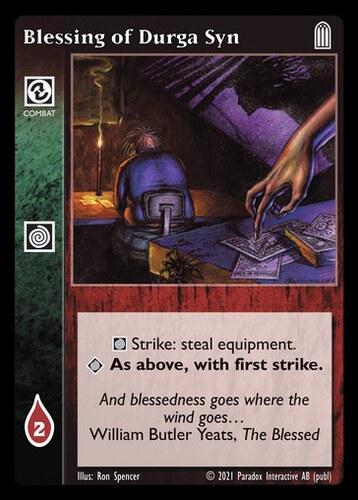 Blessing of Durga Syn
COMBAT
Strike: steal equipment.
As above, with first strike.
And blessedness goes where the
wind goes…
William Butler Yeats, The Blessed
2
Illus: Ron Spencer © 2021 Paradox Interactive AB (publ)